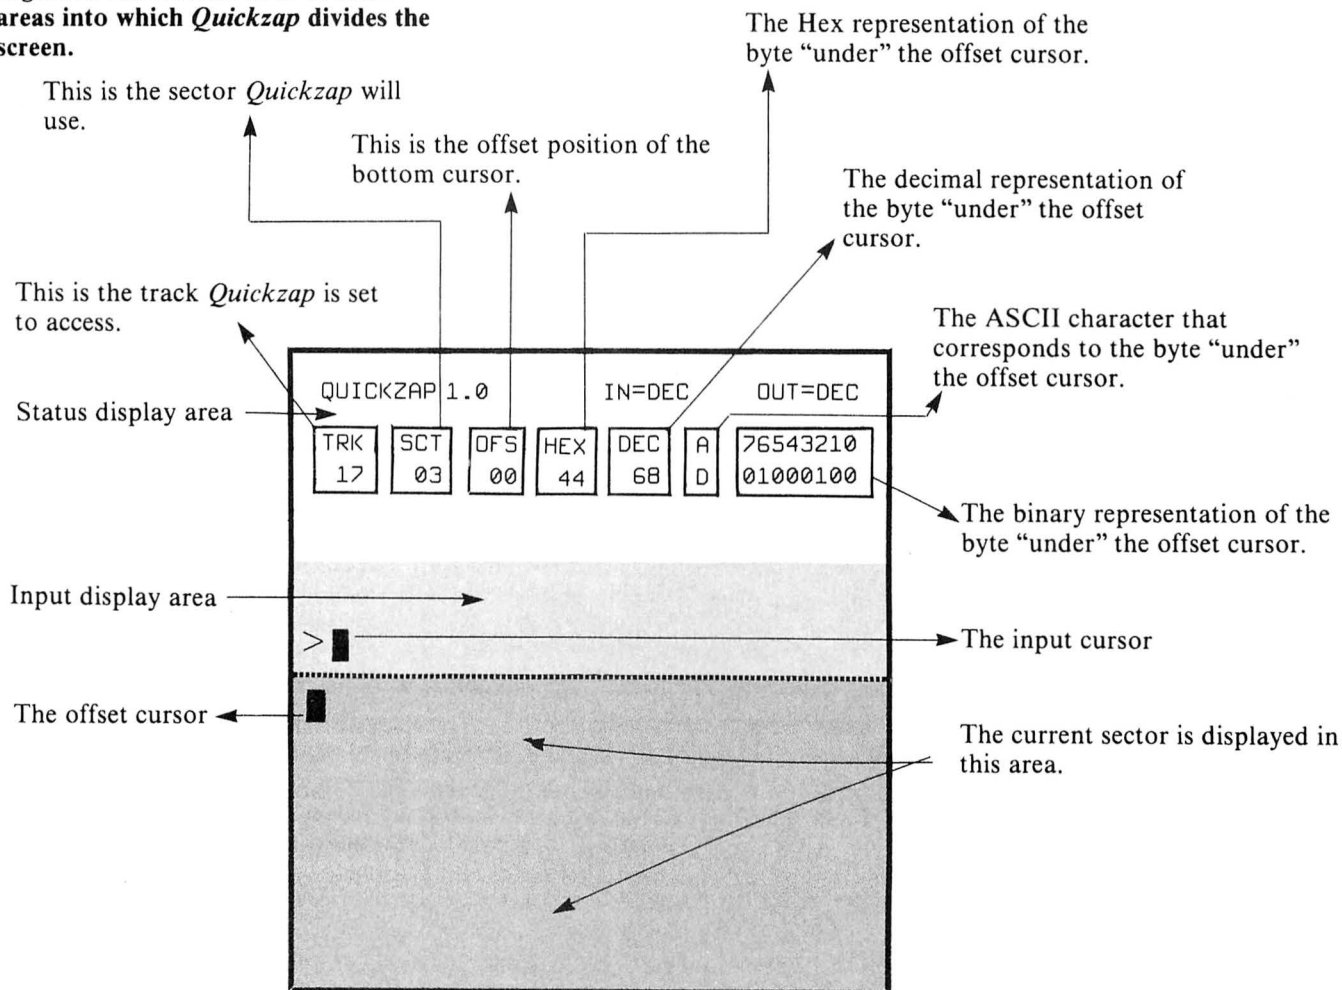 areas into which Quickzap divides the
screen.
The Hex representation of the
byte “under” the offset cursor.
This is the sector Quickzap will
use.
This is the offset position of the
bottom cursor.
The decimal representation of
the byte “under” the offset
cursor.
This is the track Quickzap is set
to access.
The ASCII character that
corresponds to the byte “under”
the offset cursor.
QUICKZAP 1.0 IN=DEC OUT=DEC
Status display area
TRK SCT OFS HEX DEC A 76543210
17 03 00 44 68 D 01000100
The binary representation of the
byte “under” the offset cursor.
Input display area
>
The input cursor
The offset cursor
The current sector is displayed in
this area.